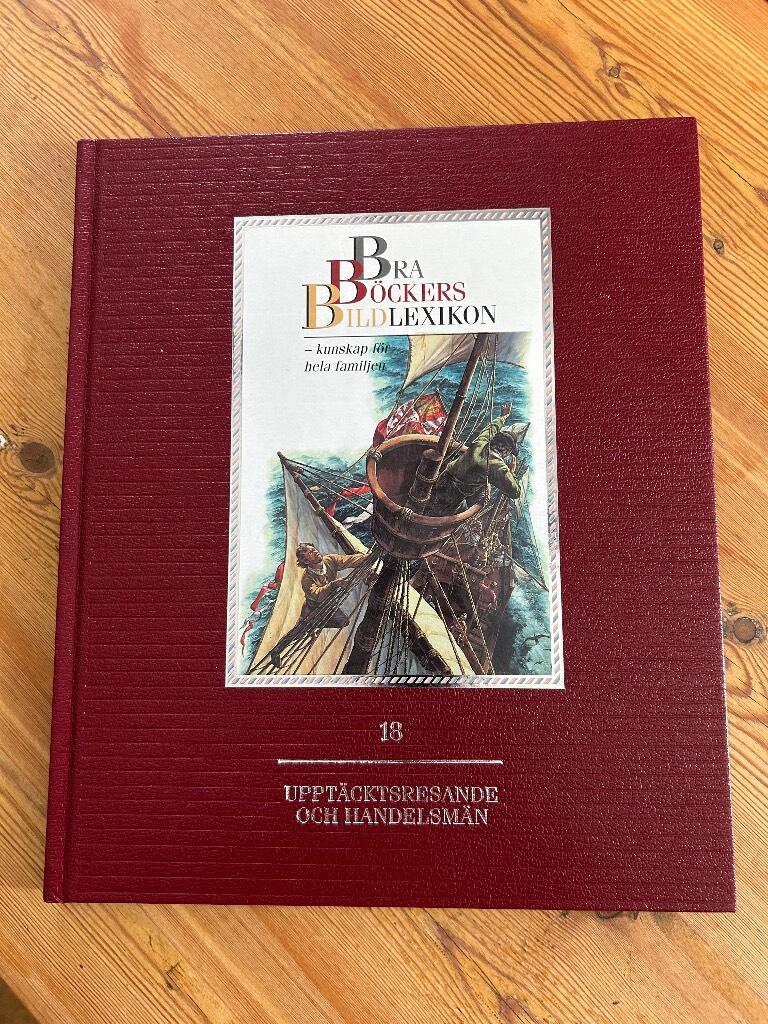 BRA
BÖCKERS
BILDLEXIKON
– kunskap för
hela familjen
18
UPPTÄCKTSRESANDE
OCH HANDELSMÄN